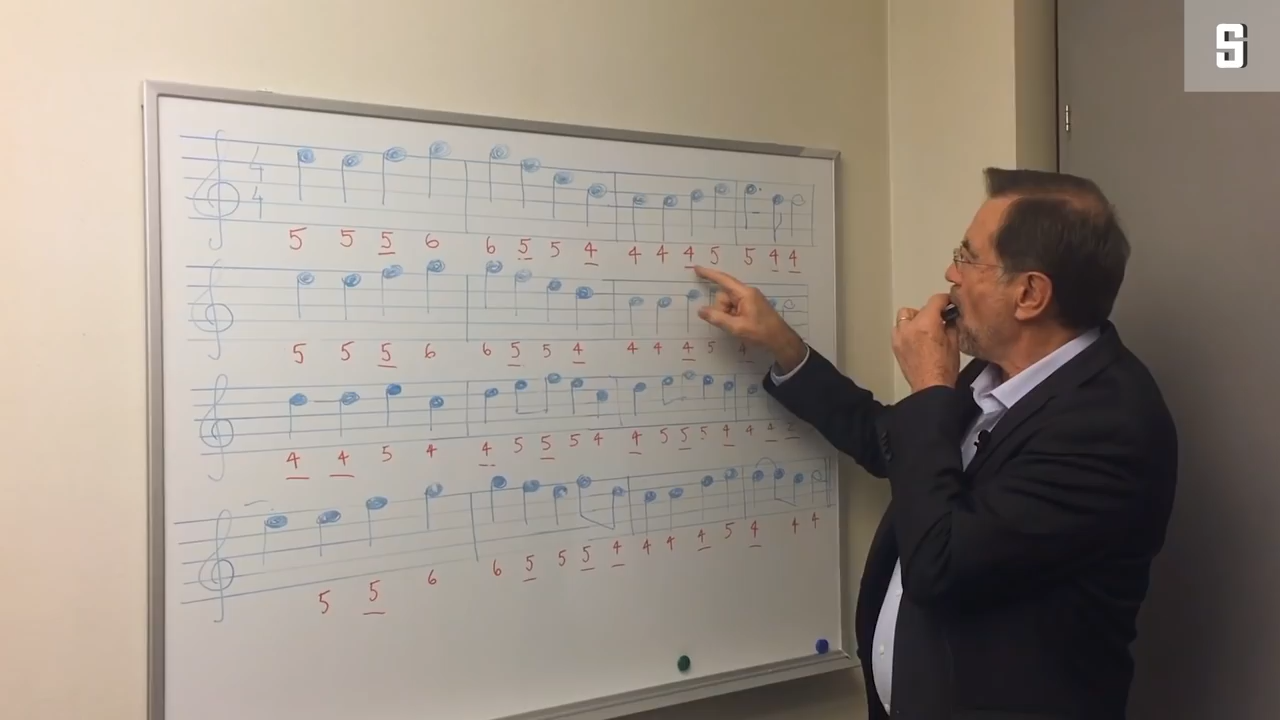 S
4
4
5 5 5 6 6 5 5 4 4 4 4 5 5 4 4
5 5 5 6 6 5 5 4 4 4 4 5 4
4 4 5 4 4 5 5 5 4 4 5 5 5 4 4 4 2
5 5 6 6 5 5 5 4 4 4 4 5 4 4 4